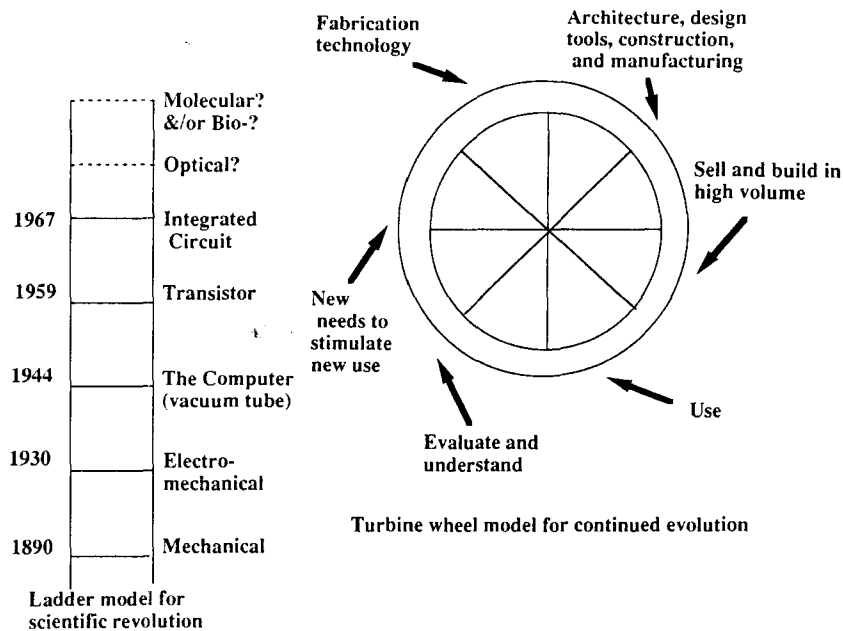 Molecular?
&/or Bio-?
Optical?
1967
Integrated
Circuit
1959
Transistor
1944
The Computer
(vacuum tube)
1930
Electro-
mechanical
1890
Mechanical
Ladder model for
scientific revolution
Fabrication
technology
Architecture, design
tools, construction,
and manufacturing
Sell and build in
high volume
Use
Evaluate and
understand
New
needs to
stimulate
new use
Turbine wheel model for continued evolution